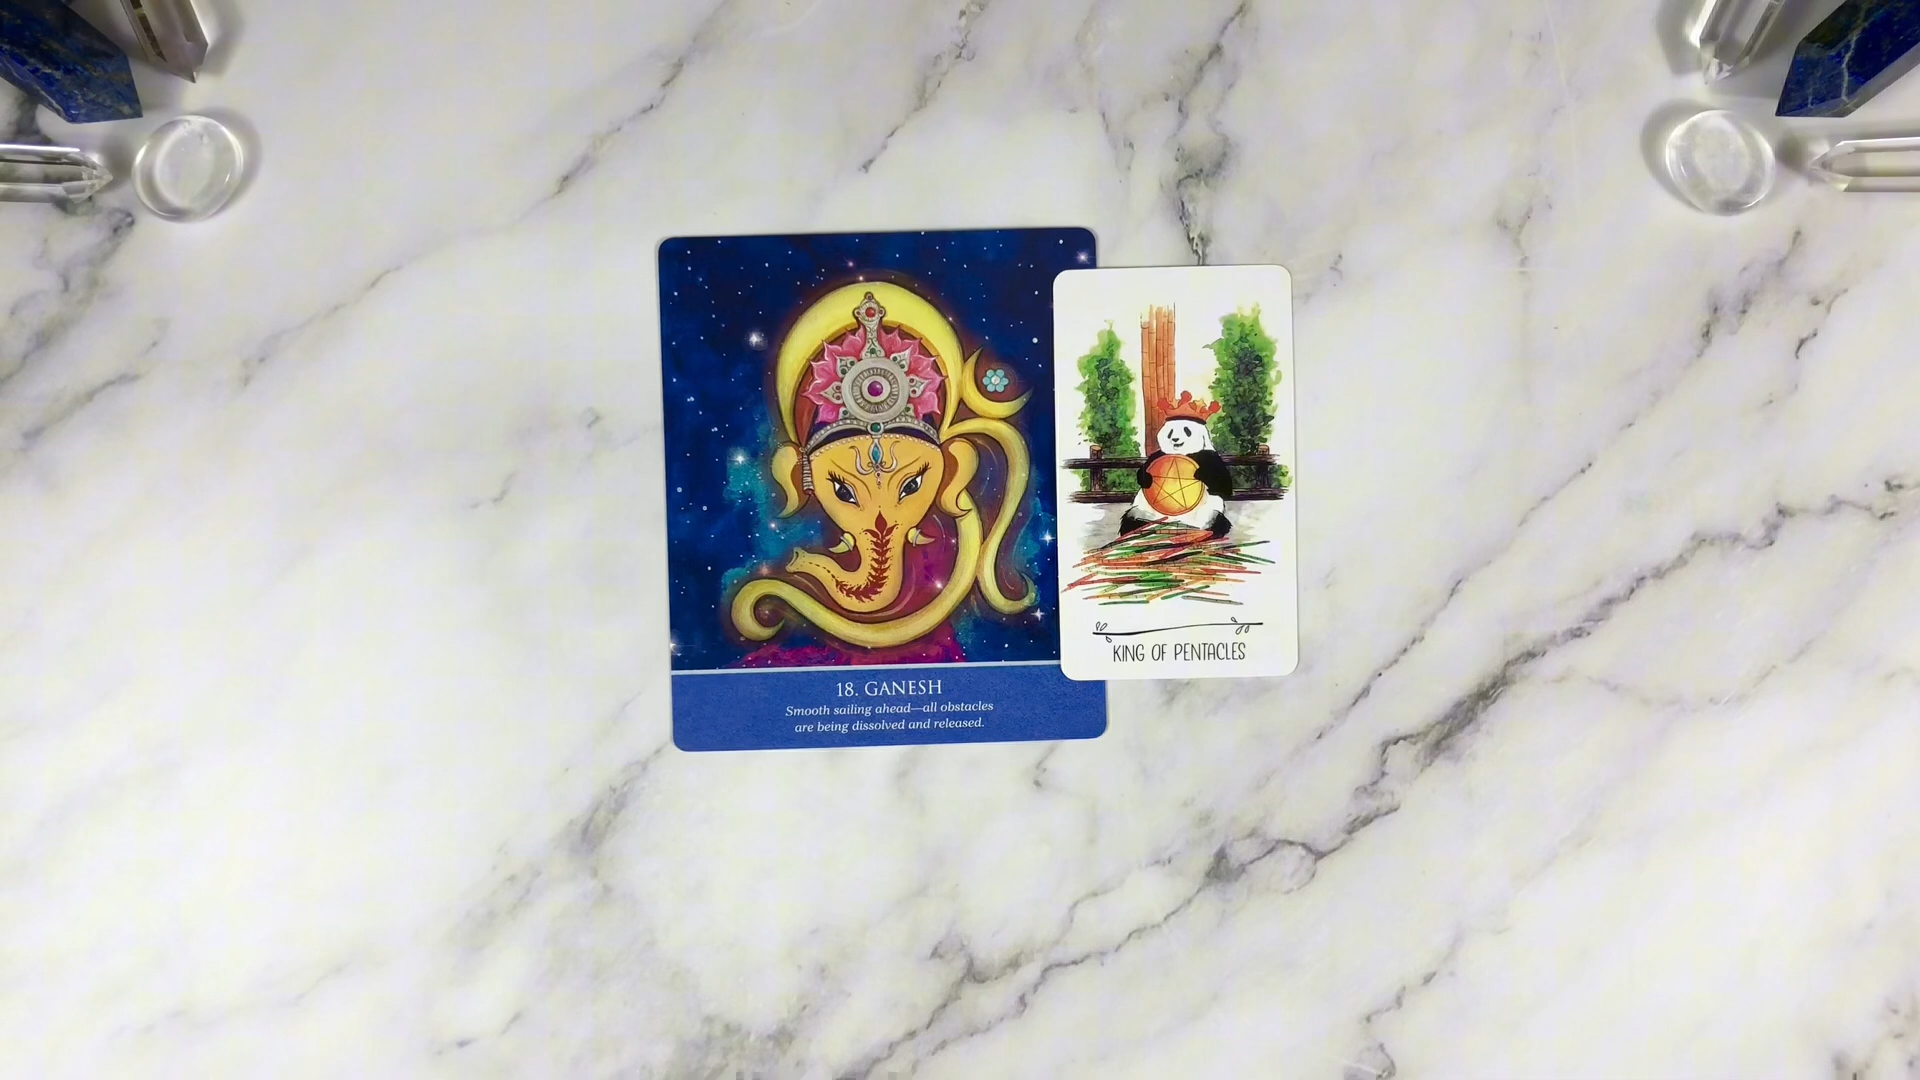 18. GANESH
Smooth sailing ahead—all obstacles
are being dissolved and released.
KING OF PENTACLES